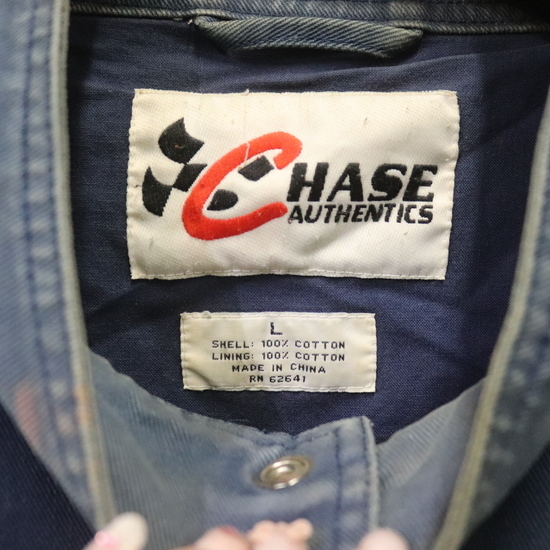 CHASE
AUTHENTICS
L
SHELL: 100% COTTON
LINING: 100% COTTON
MADE IN CHINA
RN 62641